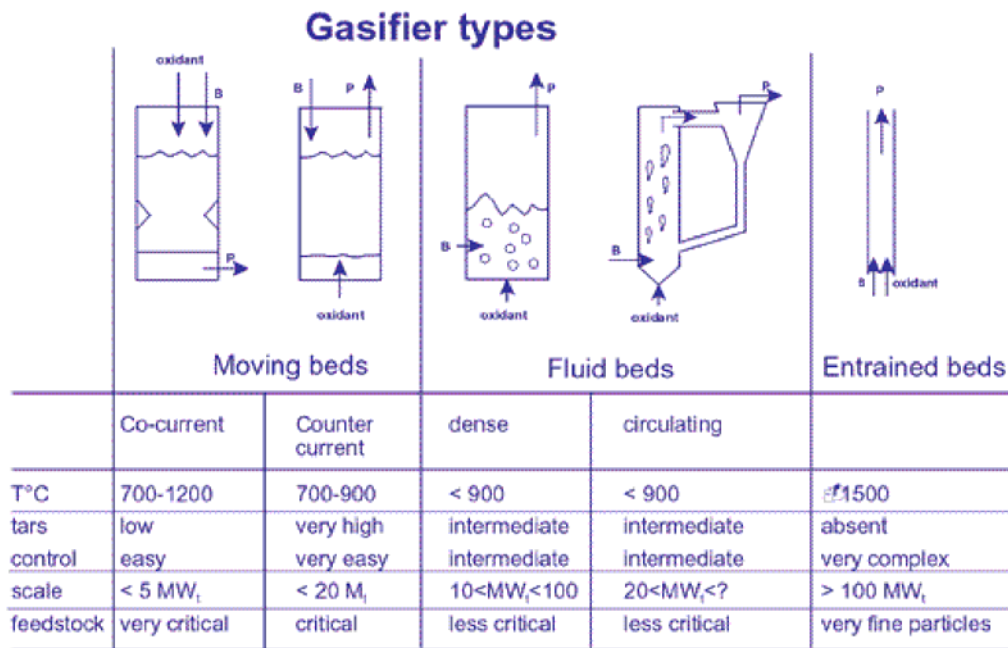 Gasifier types
oxidant
B
P
B
P
oxidant
P
B
oxidant
P
B
oxidant
P
B oxidant
Moving beds Fluid beds Entrained beds
Co-current Counter current dense circulating
T°C 700-1200 700-900 < 900 < 900 1500
tars low very high intermediate intermediate absent
control easy very easy intermediate intermediate very complex
scale < 5 MWt < 20 Mt 10<MWt<100 20<MWt<? > 100 MWt
feedstock very critical critical less critical less critical very fine particles